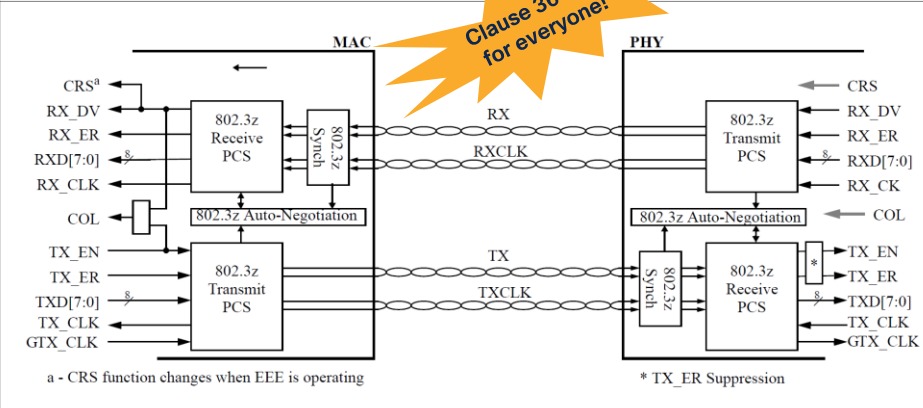 Clause 36
for everyone!
MAC
PHY
CRSa
RX_DV
RX_ER
RXD[7:0]
8
RX_CLK
COL
TX_EN
TX_ER
TXD[7:0]
8
TX_CLK
GTX_CLK
802.3z
Receive
PCS
802.3z
Synch
802.3z Auto-Negotiation
802.3z
Transmit
PCS
RX
RXCLK
TX
TXCLK
802.3z
Transmit
PCS
802.3z Auto-Negotiation
802.3z
Synch
802.3z
Receive
PCS
*
CRS
RX_DV
RX_ER
8
RXD[7:0]
RX_CK
COL
TX_EN
TX_ER
8
TXD[7:0]
TX_CLK
GTX_CLK
a - CRS function changes when EEE is operating
* TX_ER Suppression